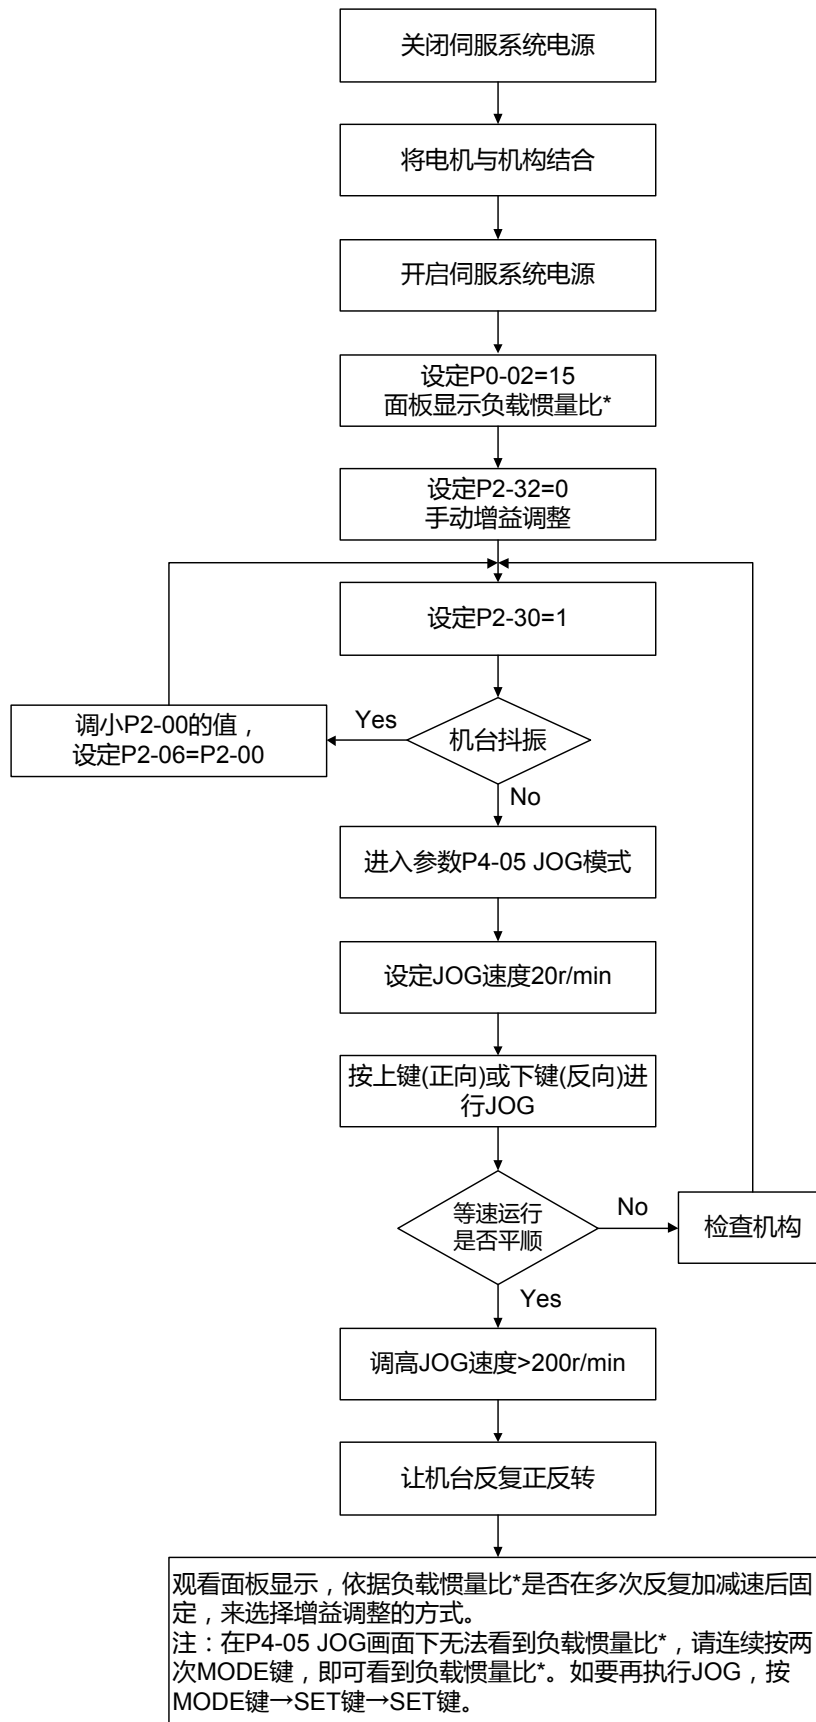 关闭伺服系统电源
将电机与机构结合
开启伺服系统电源
设定P0-02=15
面板显示负载惯量比*
设定P2-32=0
手动增益调整
设定P2-30=1
调小P2-00的值，
设定P2-06=P2-00
Yes
机台抖振
No
进入参数P4-05 JOG模式
设定JOG速度20r/min
按上键(正向)或下键(反向)进
行JOG
等速运行
是否平顺
No
检查机构
Yes
调高JOG速度>200r/min
让机台反复正反转
观看面板显示，依据负载惯量比*是否在多次反复加减速后固
定，来选择增益调整的方式。
注：在P4-05 JOG画面下无法看到负载惯量比*，请连续按两
次MODE键，即可看到负载惯量比*。如要再执行JOG，按
MODE键→SET键→SET键。